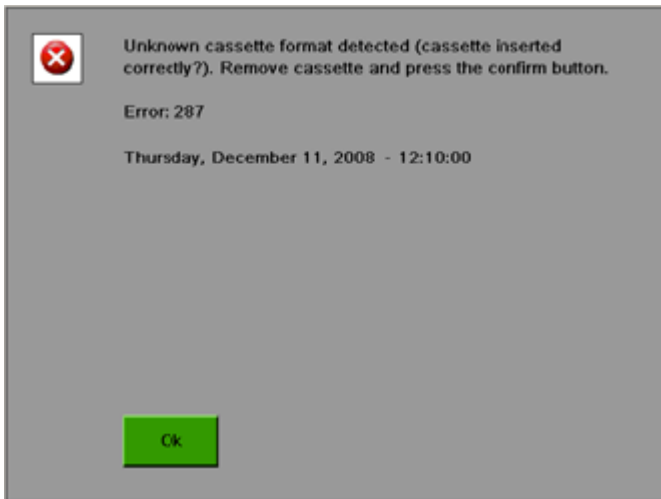 Unknown cassette format detected (cassette inserted
correctly?). Remove cassette and press the confirm button.
Error: 287
Thursday, December 11, 2008 - 12:10:00
Ok